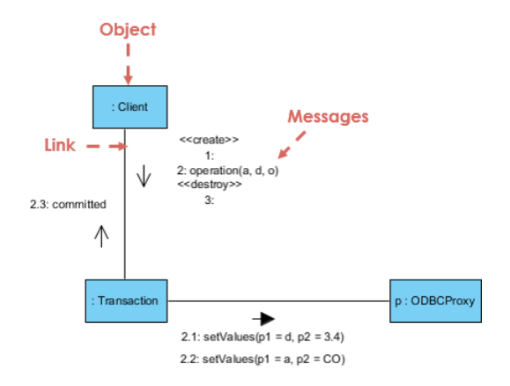 Object
: Client
Messages
Link
<<create>>
1:
2: operation(a, d, o)
<<destroy>>
3:
2.3: committed
: Transaction
p : ODBCProxy
2.1: setValues(p1 = d, p2 = 3.4)
2.2: setValues(p1 = a, p2 = CO)